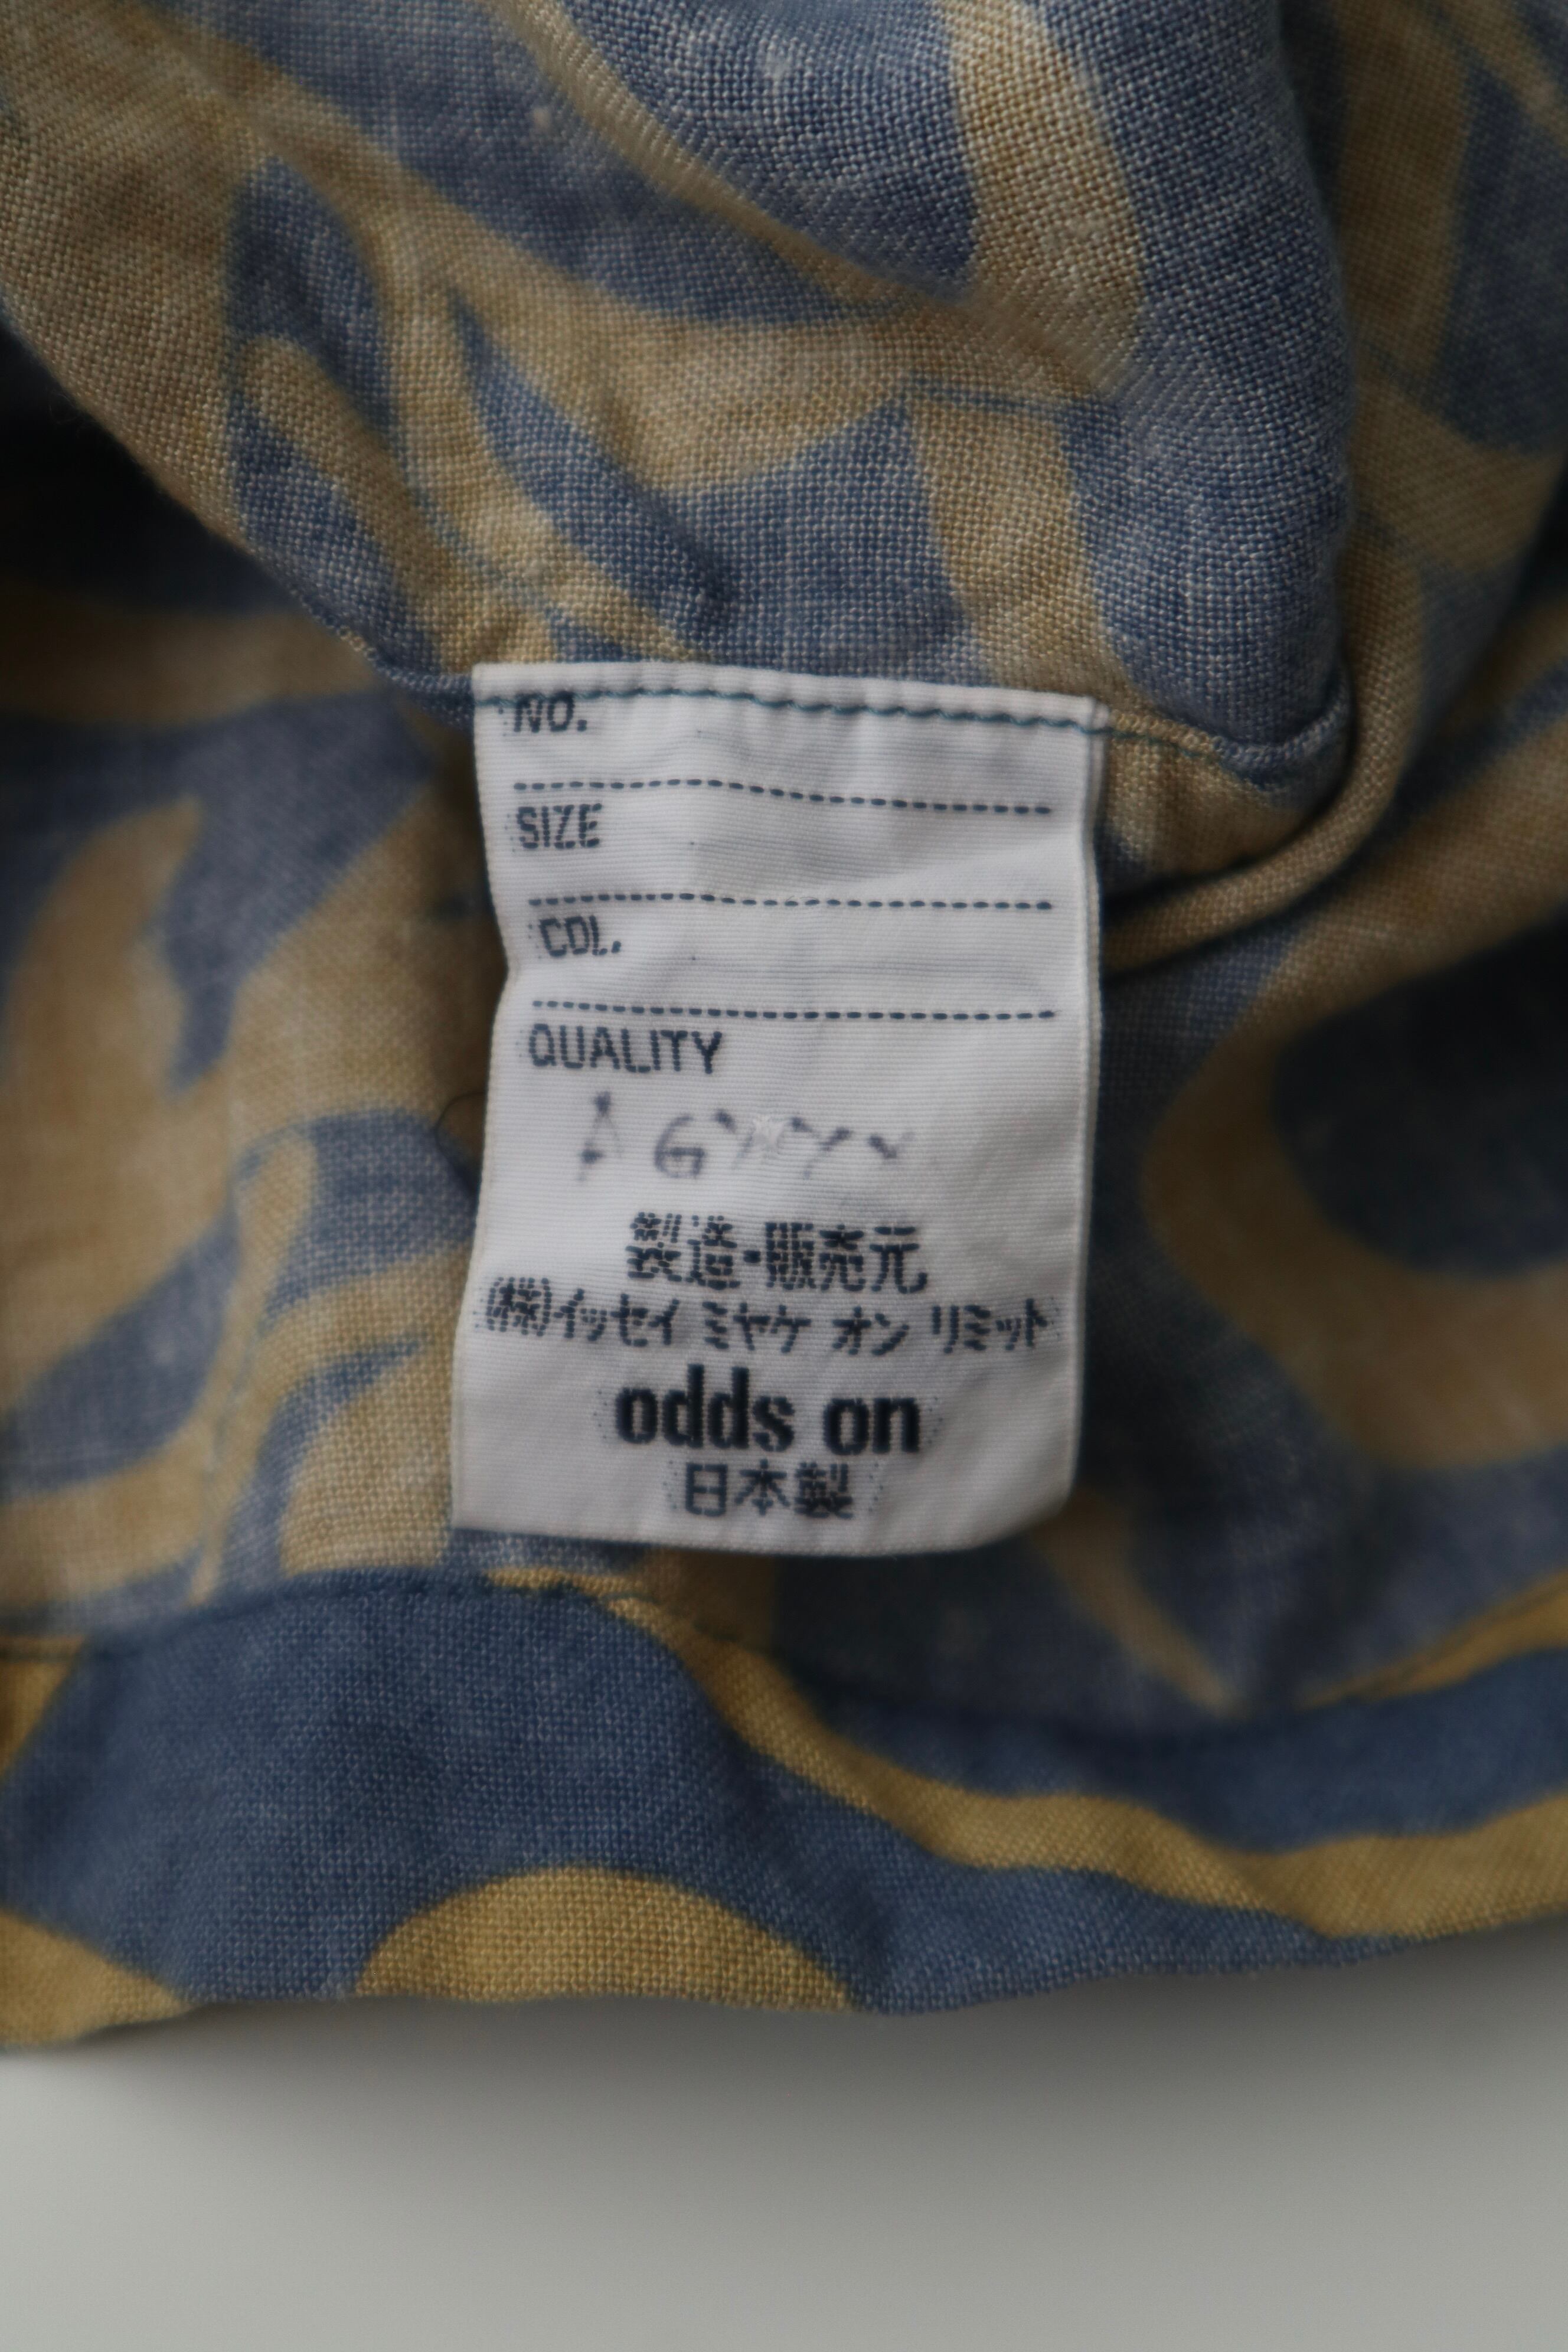 NO.
SIZE
COL.
QUALITY
製造・販売元
(株)イッセイ ミヤケ オン リミット
odds on
日本製